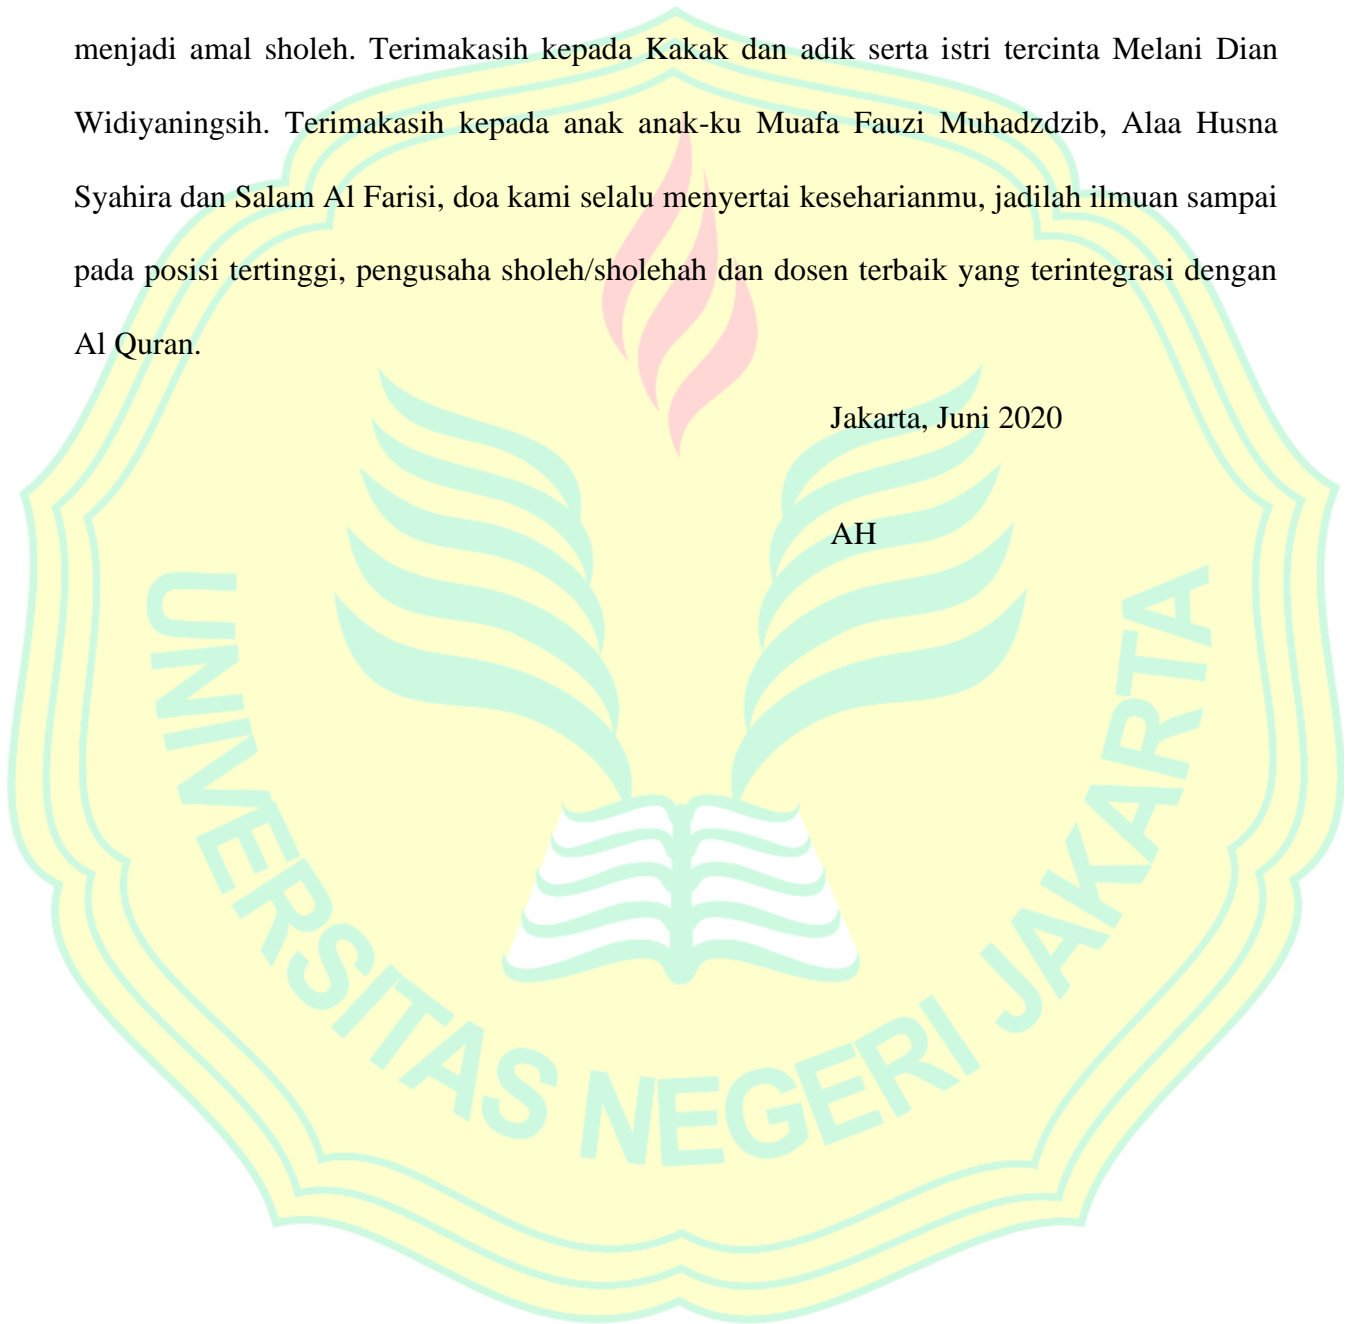 menjadi amal sholeh. Terimakasih kepada Kakak dan adik serta istri tercinta Melani Dian
Widiyaningsih. Terimakasih kepada anak anak-ku Muafa Fauzi Muhadzdzib, Alaa Husna
Syahira dan Salam Al Farisi, doa kami selalu menyertai keseharianmu, jadilah ilmuan sampai
pada posisi tertinggi, pengusaha sholeh/sholehah dan dosen terbaik yang terintegrasi dengan
Al Quran.
Jakarta, Juni 2020
AH
UNIVERSITAS NEGERI JAKARTA